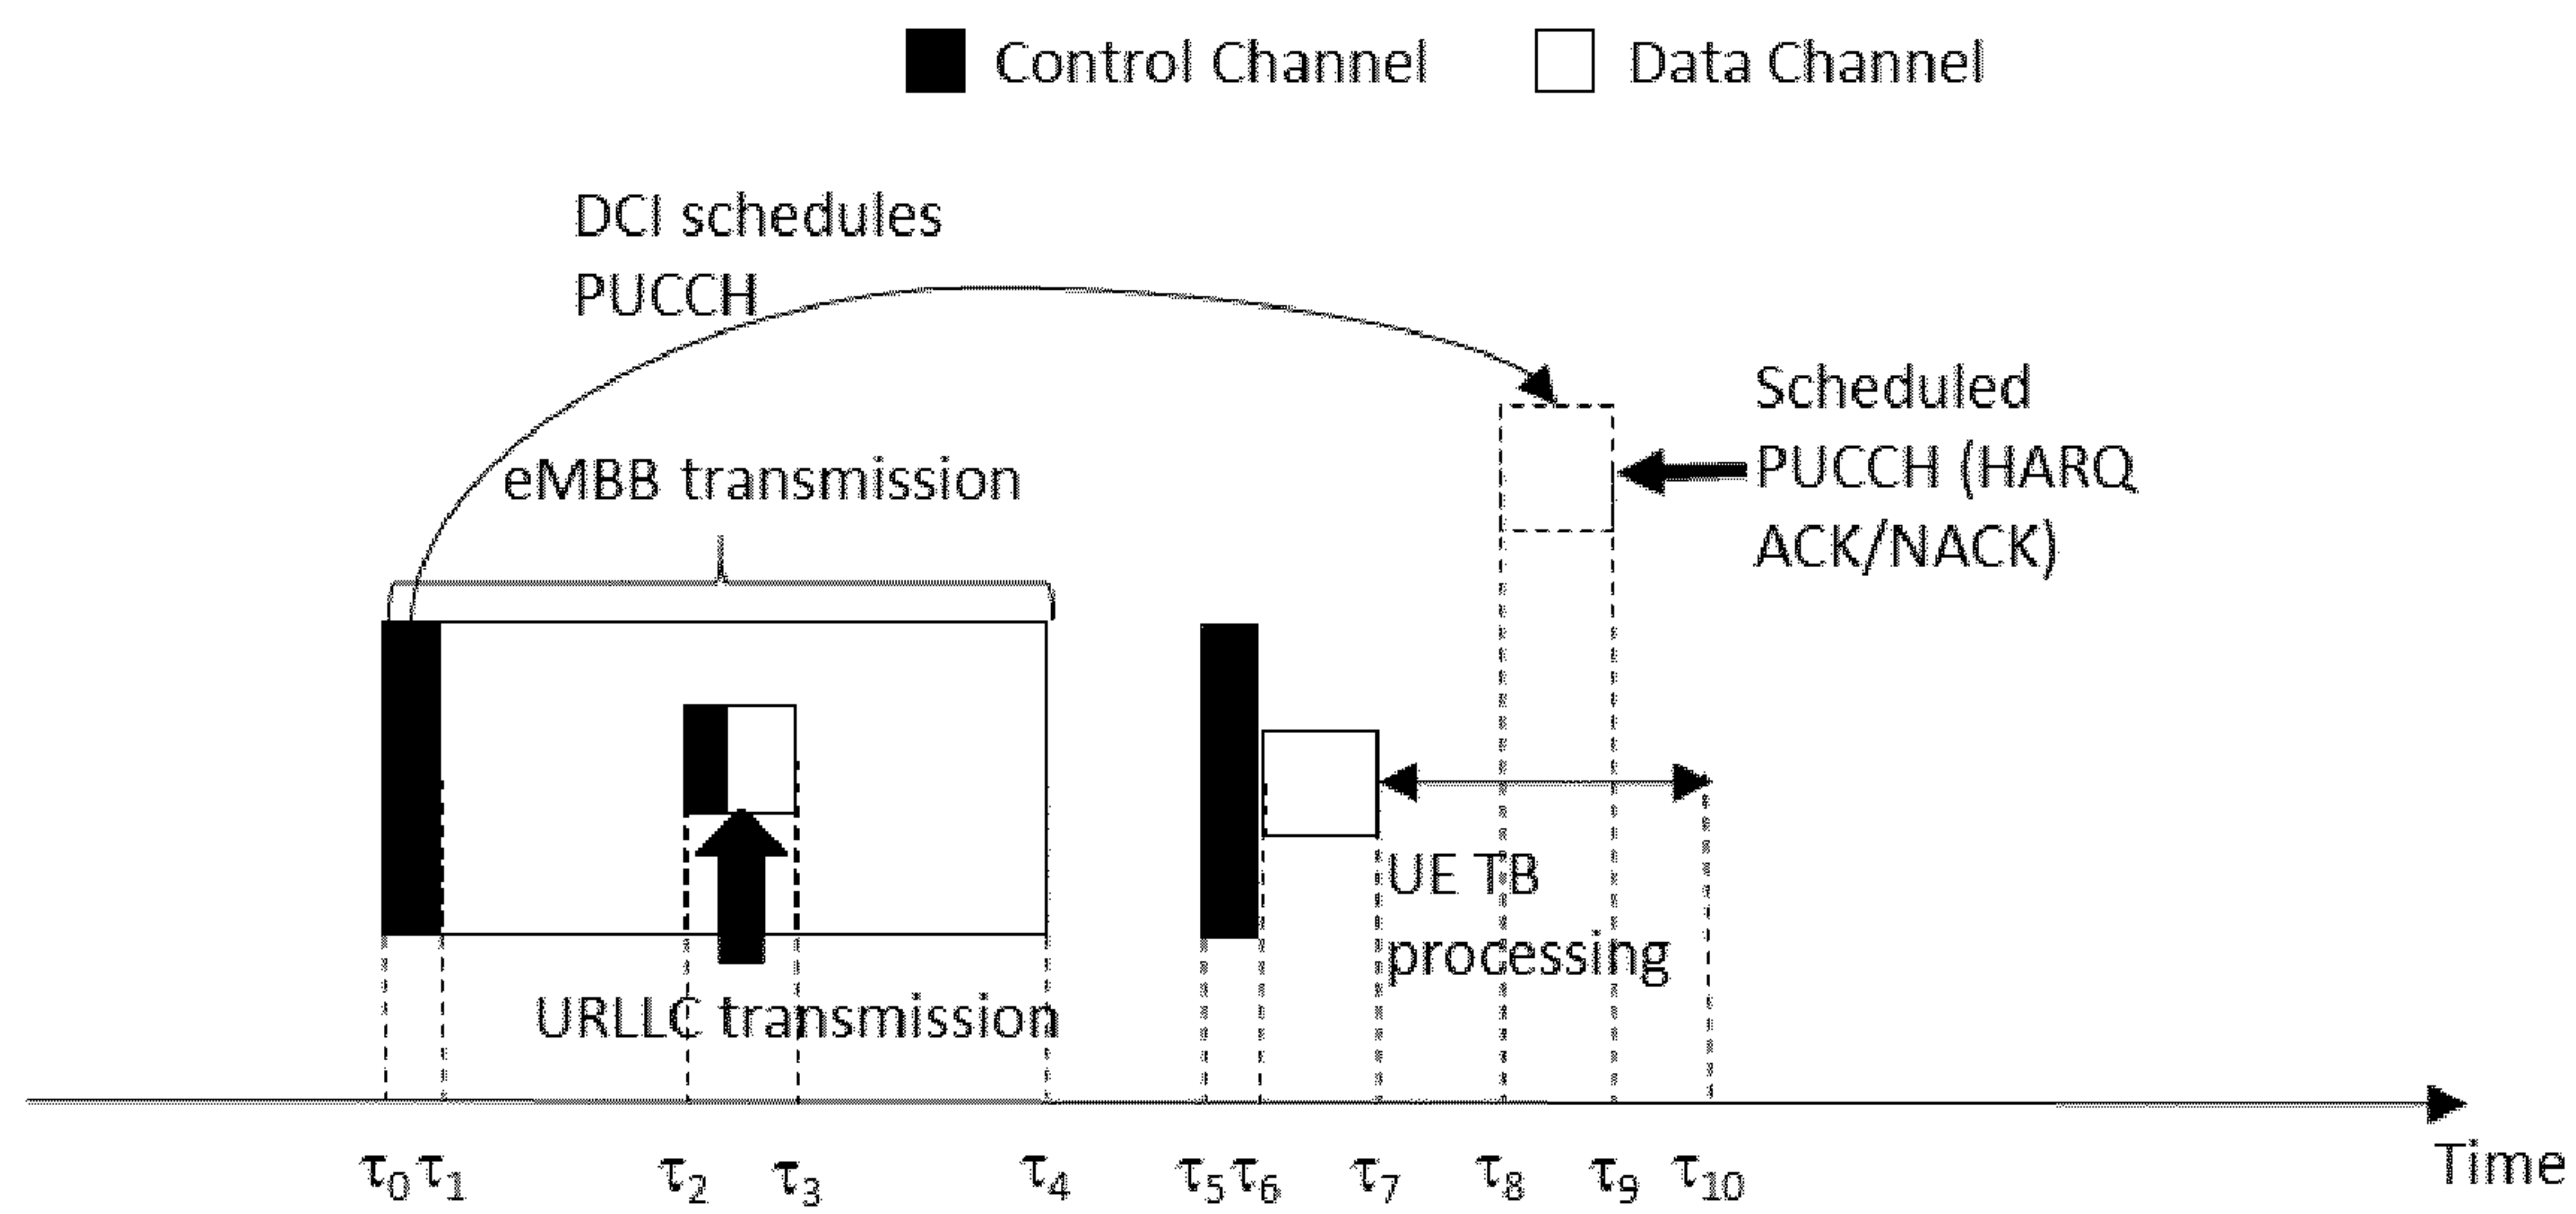 Control Channel
Data Channel
DCI schedules
PUCCH
eMBB transmission
Scheduled
PUCCH (HARQ
ACK/NACK)
UE TB
processing
URLLC transmission
τ0 τ1 τ2 τ3 τ4 τ5 τ6 τ7 τ8 τ9 τ10
Time